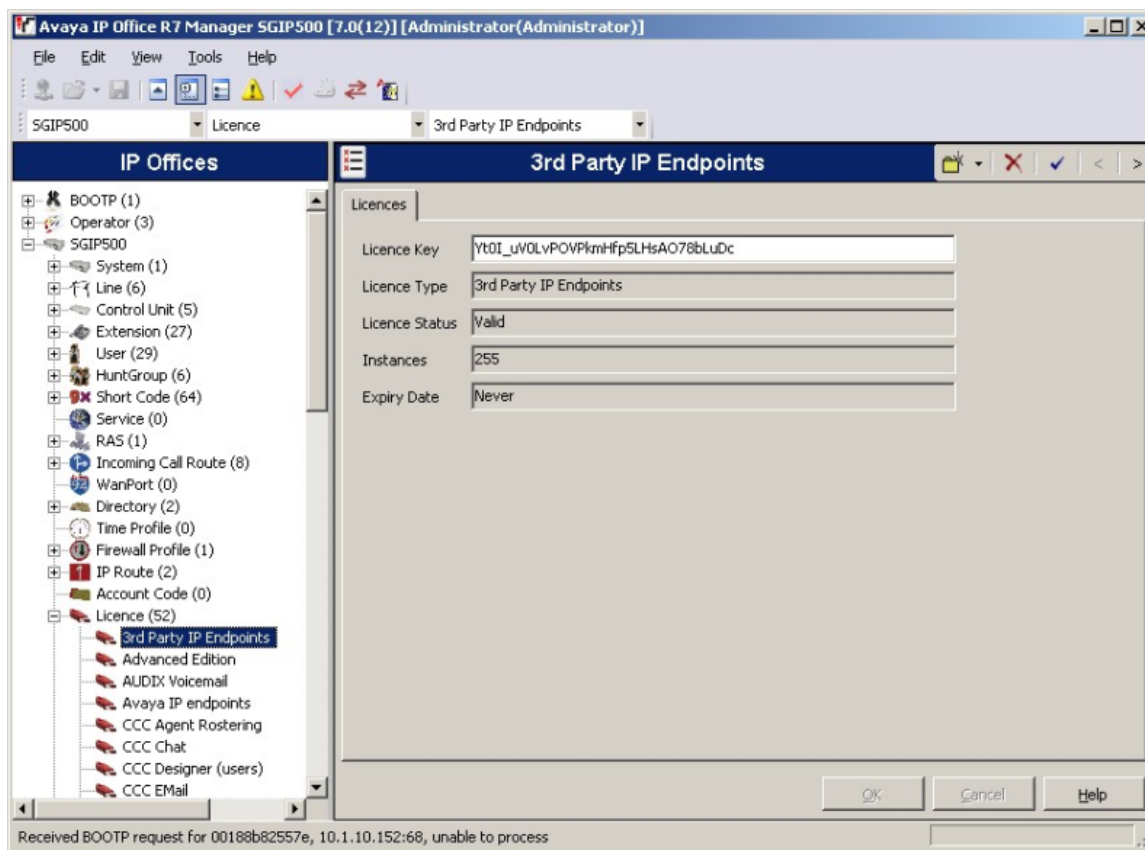 Avaya IP Office R7 Manager SGIP500 [7.0(12)] [Administrator(Administrator)]
File Edit View Tools Help
SGIP500 Licence 3rd Party IP Endpoints
IP Offices
BOOTP (1)
Operator (3)
SGIP500
System (1)
Line (6)
Control Unit (5)
Extension (27)
User (29)
HuntGroup (6)
Short Code (64)
Service (0)
RAS (1)
Incoming Call Route (8)
WanPort (0)
Directory (2)
Time Profile (0)
Firewall Profile (1)
IP Route (2)
Account Code (0)
Licence (52)
3rd Party IP Endpoints
Advanced Edition
AUDIX Voicemail
Avaya IP endpoints
CCC Agent Rostering
CCC Chat
CCC Designer (users)
CCC EMail
3rd Party IP Endpoints
Licences
Licence Key Yt0I_uV0LvPOVPkmHfp5LHsAO78bLuDc
Licence Type 3rd Party IP Endpoints
Licence Status Valid
Instances 255
Expiry Date Never
OK Cancel Help
Received BOOTP request for 00188b82557e, 10.1.10.152:68, unable to process